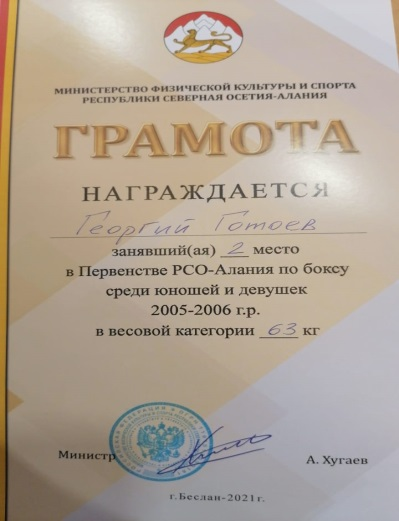 МИНИСТЕРСТВО ФИЗИЧЕСКОЙ КУЛЬТУРЫ И СПОРТА
РЕСПУБЛИКИ СЕВЕРНАЯ ОСЕТИЯ-АЛАНИЯ
ГРАМОТА
НАГРАЖДАЕТСЯ
Георгий Готоев
занявший(ая) 2 место
в Первенстве РСО-Алания по боксу
среди юношей и девушек
2005-2006 г.р.
в весовой категории 63 кг
Министр А. Хугаев
г.Беслан-2021г.